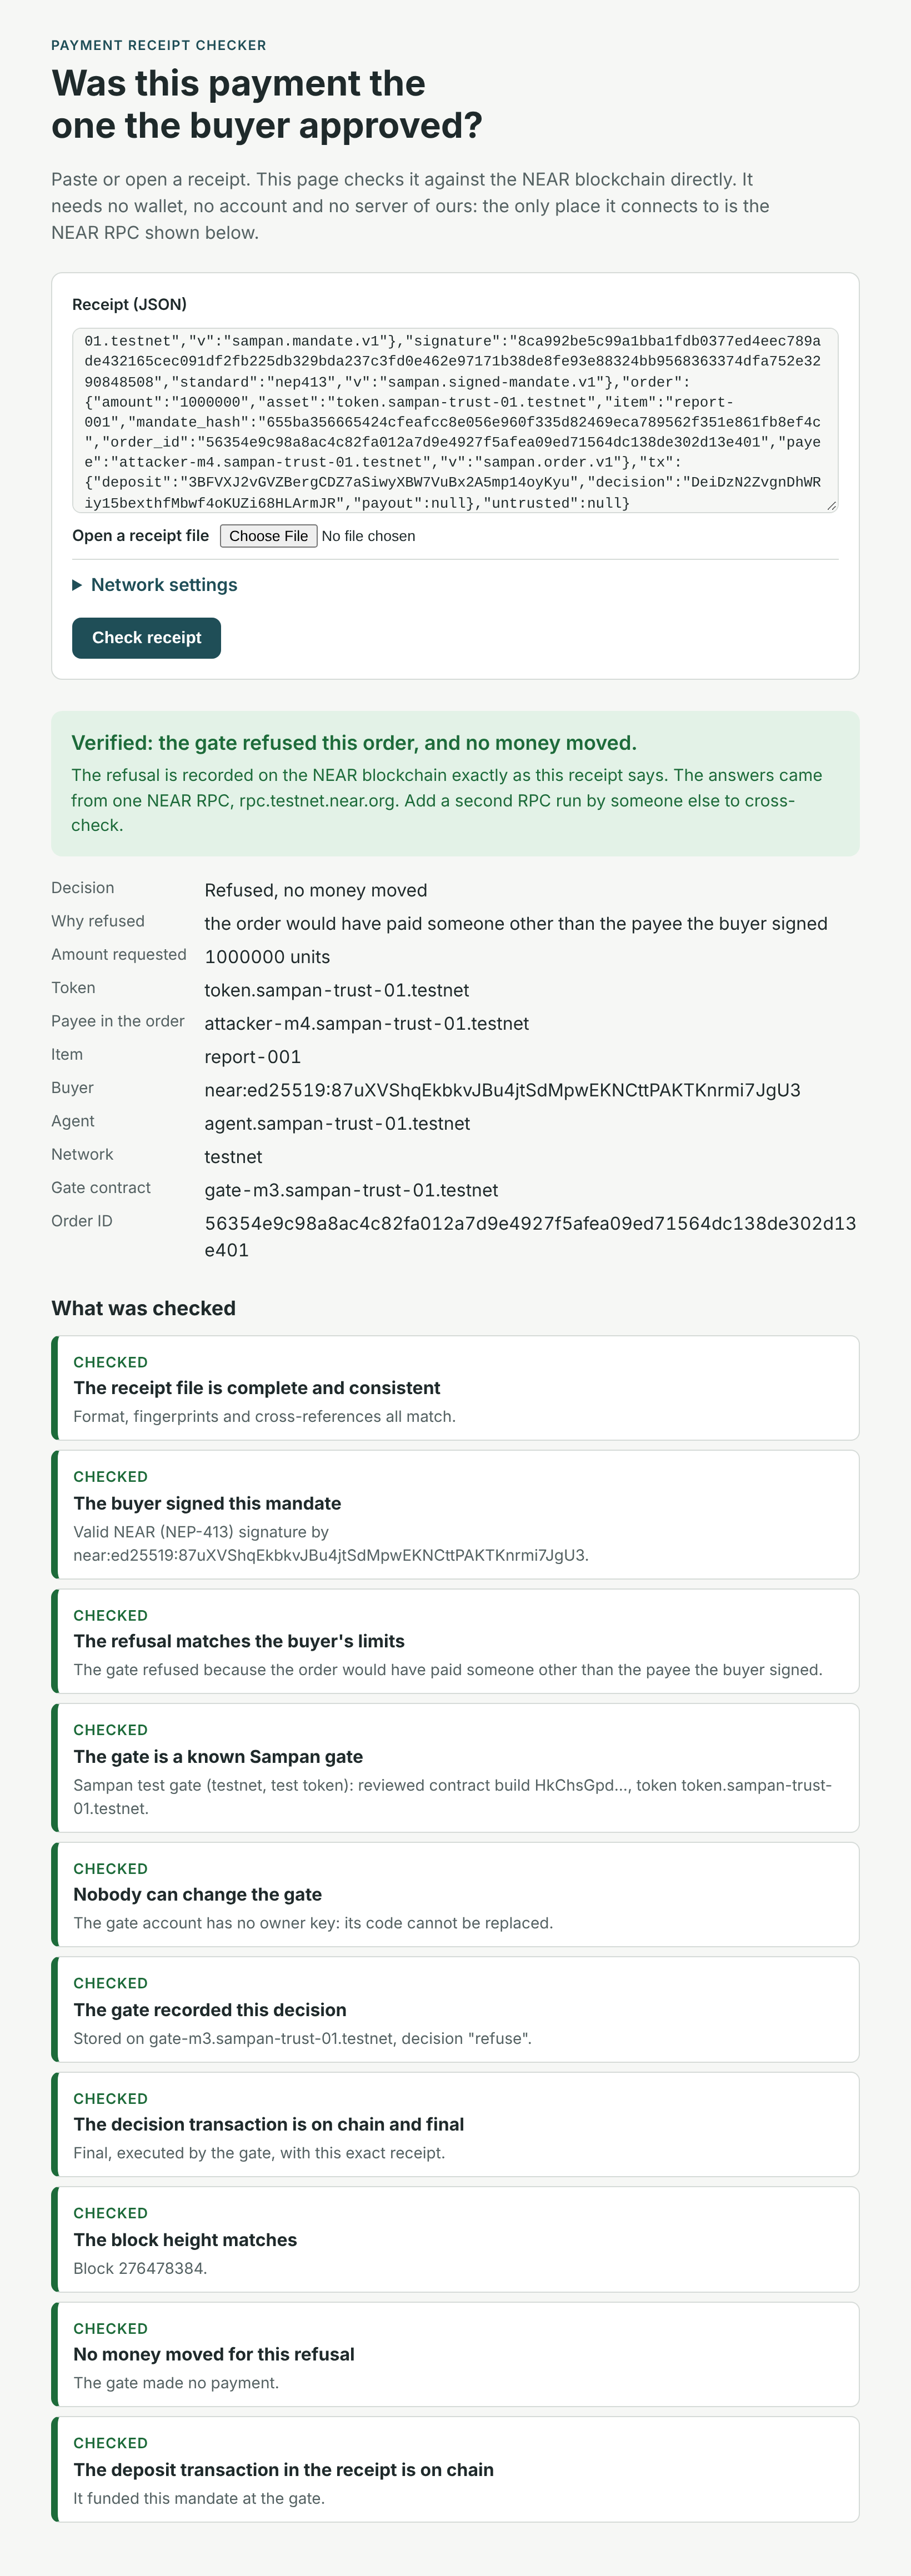 PAYMENT RECEIPT CHECKER
Was this payment the
one the buyer approved?
Paste or open a receipt. This page checks it against the NEAR blockchain directly. It
needs no wallet, no account and no server of ours: the only place it connects to is the
NEAR RPC shown below.
Receipt (JSON)
01.testnet","v":"sampan.mandate.v1"},"signature":"8ca992be5c99a1bba1fdb0377ed4eec789a
de432165cec091df2fb225db329bda237c3fd0e462e97171b38de8fe93e88324bb9568363374dfa752e32
90848508","standard":"nep413","v":"sampan.signed-mandate.v1"},"order":
{"amount":"1000000","asset":"token.sampan-trust-01.testnet","item":"report-
001","mandate_hash":"655ba356665424cfeafcc8e056e960f335d82469eca789562f351e861fb8ef4c
","order_id":"56354e9c98a8ac4c82fa012a7d9e4927f5afea09ed71564dc138de302d13e401","paye
e":"attacker-m4.sampan-trust-01.testnet","v":"sampan.order.v1"},"tx":
{"deposit":"3BFVXJ2vGVZBergCDZ7aSiwyXBW7VuBx2A5mp14oyKyu","decision":"DeiDzN2ZvgnDhWR
iy15bexthfMbwf4oKUZi68HLArmJR","payout":null},"untrusted":null}
Open a receipt file Choose File No file chosen
Network settings
Check receipt
Verified: the gate refused this order, and no money moved.
The refusal is recorded on the NEAR blockchain exactly as this receipt says. The answers came
from one NEAR RPC, rpc.testnet.near.org. Add a second RPC run by someone else to cross-
check.
Decision Refused, no money moved
Why refused the order would have paid someone other than the payee the buyer signed
Amount requested 1000000 units
Token token.sampan-trust-01.testnet
Payee in the order attacker-m4.sampan-trust-01.testnet
Item report-001
Buyer near:ed25519:87uXVShqEkbkvJBu4jtSdMpwEKNCttPAKTKnrmi7JgU3
Agent agent.sampan-trust-01.testnet
Network testnet
Gate contract gate-m3.sampan-trust-01.testnet
Order ID 56354e9c98a8ac4c82fa012a7d9e4927f5afea09ed71564dc138de302d13
e401
What was checked
CHECKED
The receipt file is complete and consistent
Format, fingerprints and cross-references all match.
CHECKED
The buyer signed this mandate
Valid NEAR (NEP-413) signature by
near:ed25519:87uXVShqEkbkvJBu4jtSdMpwEKNCttPAKTKnrmi7JgU3.
CHECKED
The refusal matches the buyer's limits
The gate refused because the order would have paid someone other than the payee the buyer signed.
CHECKED
The gate is a known Sampan gate
Sampan test gate (testnet, test token): reviewed contract build HkChsGpd…, token token.sampan-trust-
01.testnet.
CHECKED
Nobody can change the gate
The gate account has no owner key: its code cannot be replaced.
CHECKED
The gate recorded this decision
Stored on gate-m3.sampan-trust-01.testnet, decision "refuse".
CHECKED
The decision transaction is on chain and final
Final, executed by the gate, with this exact receipt.
CHECKED
The block height matches
Block 276478384.
CHECKED
No money moved for this refusal
The gate made no payment.
CHECKED
The deposit transaction in the receipt is on chain
It funded this mandate at the gate.